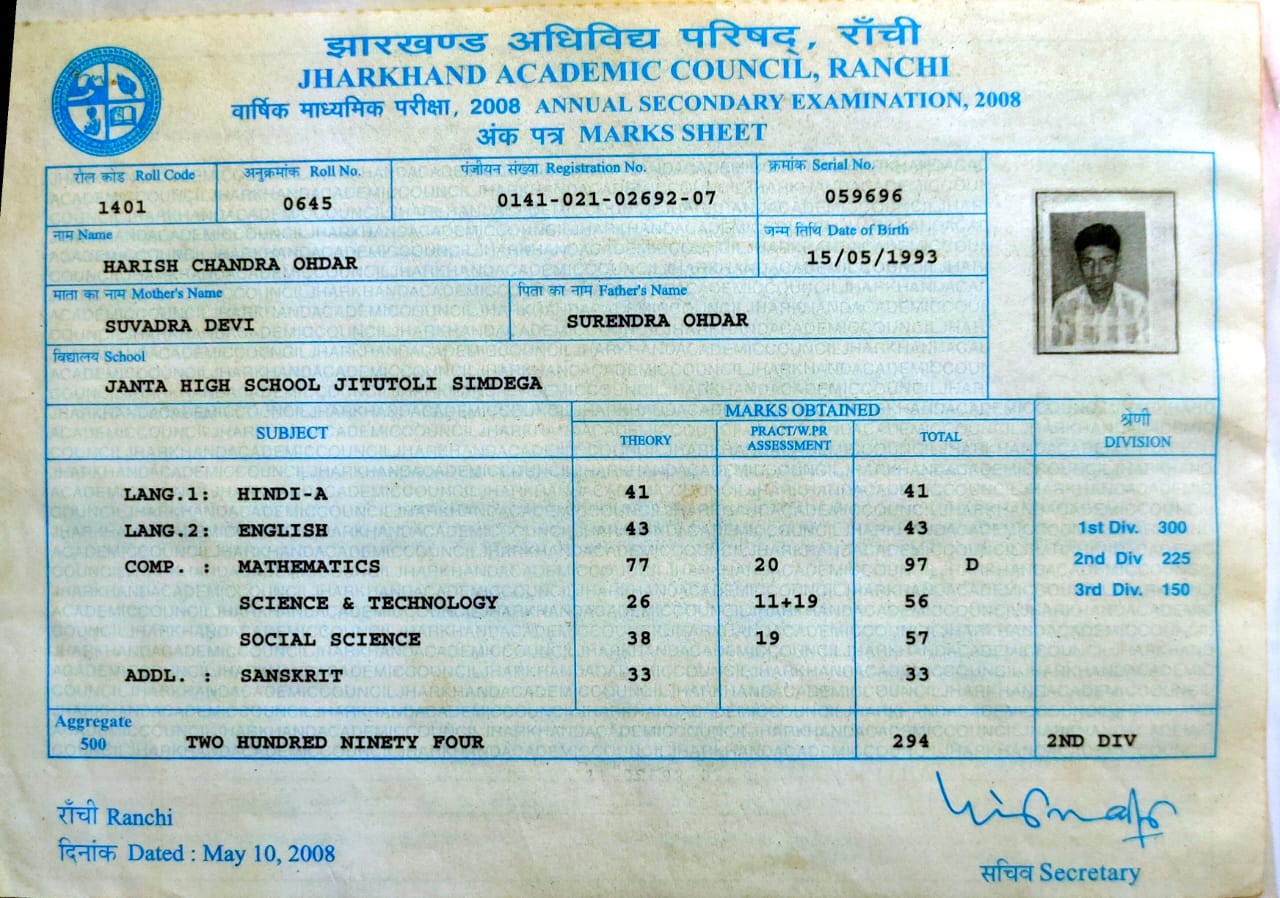 झारखण्ड अधिविद्य परिषद्, राँची
JHARKHAND ACADEMIC COUNCIL, RANCHI
वार्षिक माध्यमिक परीक्षा, 2008 ANNUAL SECONDARY EXAMINATION, 2008
अंक पत्र MARKS SHEET
रोल कोड Roll Code अनुक्रमांक Roll No. पंजीयन संख्या Registration No. क्रमांक Serial No.
1401 0645 0141-021-02692-07 059696
नाम Name जन्म तिथि Date of Birth
HARISH CHANDRA OHDAR 15/05/1993
माता का नाम Mother's Name पिता का नाम Father's Name
SUVADRA DEVI SURENDRA OHDAR
विद्यालय School
JANTA HIGH SCHOOL JITUTOLI SIMDEGA
MARKS OBTAINED
SUBJECT THEORY PRACT/W.PR ASSESSMENT TOTAL श्रेणी DIVISION
LANG.1: HINDI-A 41 41
LANG.2: ENGLISH 43 43 1st Div. 300
COMP. : MATHEMATICS 77 20 97 D 2nd Div 225
SCIENCE & TECHNOLOGY 26 11+19 56 3rd Div. 150
SOCIAL SCIENCE 38 19 57
ADDL. : SANSKRIT 33 33
Aggregate
500 TWO HUNDRED NINETY FOUR 294 2ND DIV
राँची Ranchi
दिनांक Dated : May 10, 2008
सचिव Secretary